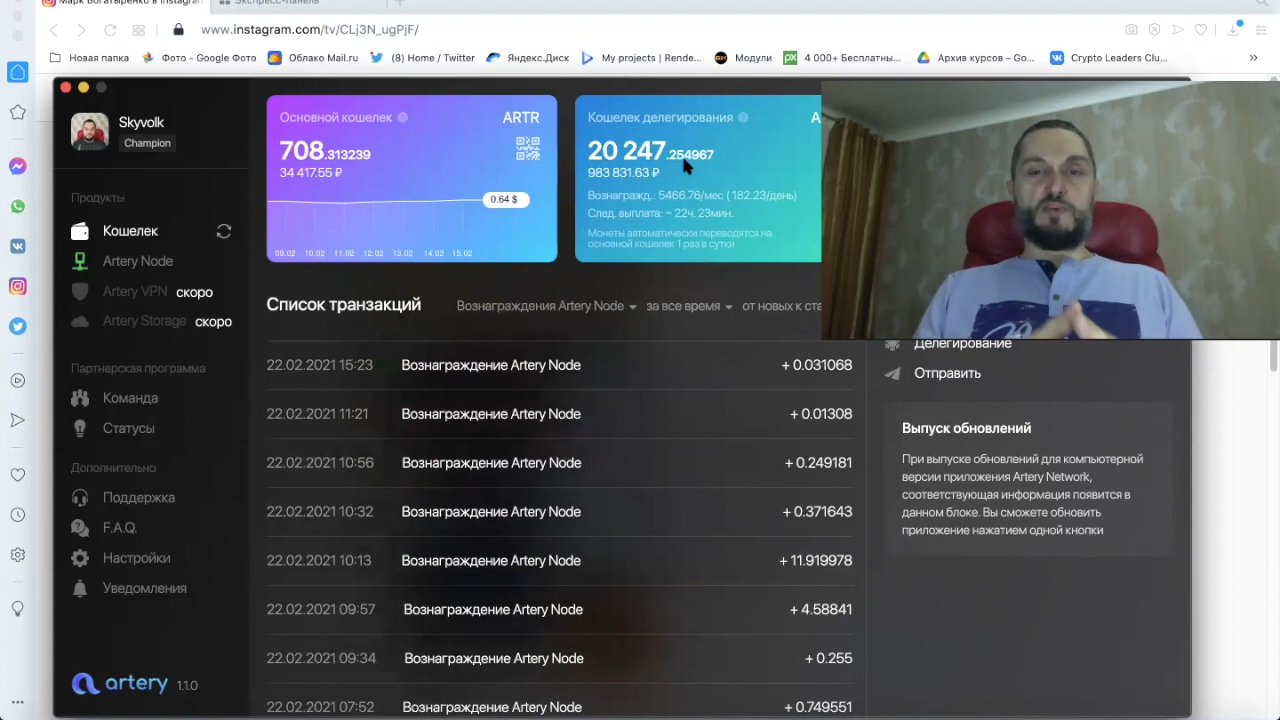 Марк Богатыренко в Instagram
Экспресс-панель
www.instagram.com/tv/CLj3N_ugPjF/
Новая папка
Фото - Google Фото
Облако Mail.ru
(8) Home / Twitter
Яндекс.Диск
My projects | Rende...
Модули
4 000+ Бесплатны...
Архив курсов – Go...
Crypto Leaders Clu...
Skyvolk
Champion
Продукты
Кошелек
Artery Node
Artery VPN скоро
Artery Storage скоро
Партнерская программа
Команда
Статусы
Дополнительно
Поддержка
F.A.Q.
Настройки
Уведомления
artery 1.1.0
Основной кошелек ARTR
708.313239
34 417.55 ₽
0.64 $
09.02 10.02 11.02 12.02 13.02 14.02 15.02
Кошелек делегирования
20 247.254967
983 831.63 ₽
Вознагражд.: 5466.76/мес ( 182.23/день)
След. выплата: ~ 22ч. 23мин.
Монеты автоматически переводятся на
основной кошелек 1 раз в сутки
Список транзакций
Вознаграждения Artery Node за все время от новых к ста
22.02.2021 15:23 Вознаграждение Artery Node + 0.031068
22.02.2021 11:21 Вознаграждение Artery Node + 0.01308
22.02.2021 10:56 Вознаграждение Artery Node + 0.249181
22.02.2021 10:32 Вознаграждение Artery Node + 0.371643
22.02.2021 10:13 Вознаграждение Artery Node + 11.919978
22.02.2021 09:57 Вознаграждение Artery Node + 4.58841
22.02.2021 09:34 Вознаграждение Artery Node + 0.255
22.02.2021 07:52 Вознаграждение Artery Node + 0.749551
Делегирование
Отправить
Выпуск обновлений
При выпуске обновлений для компьютерной
версии приложения Artery Network,
соответствующая информация появится в
данном блоке. Вы сможете обновить
приложение нажатием одной кнопки